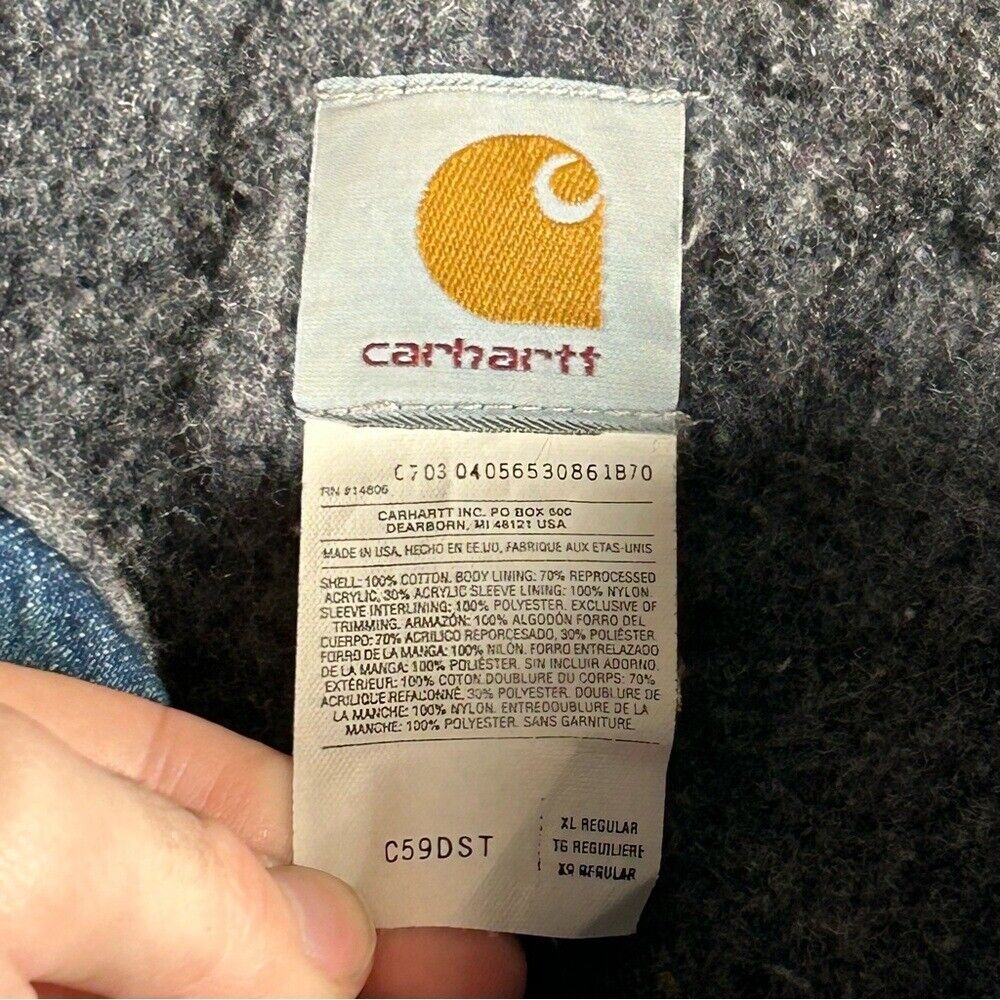 carhartt
C703 04056530861B70
RN #14806
CARHARTT INC. PO BOX 600
DEARBORN, MI 48121 USA
MADE IN USA, HECHO EN EE.UU, FABRIQUE AUX ETAS-UNIS
SHELL: 100% COTTON. BODY LINING: 70% REPROCESSED
ACRYLIC, 30% ACRYLIC SLEEVE LINING: 100% NYLON.
SLEEVE INTERLINING: 100% POLYESTER. EXCLUSIVE OF
TRIMMING. ARMAZÓN: 100% ALGODÓN FORRO DEL
CUERPO: 70% ACRILICO REPORCESADO, 30% POLIÉSTER
FORRO DE LA MANGA: 100% NILÓN. FORRO ENTRELAZADO
DE LA MANGA: 100% POLIÉSTER. SIN INCLUIR ADORNO.
EXTÉRIEUR: 100% COTON DOUBLURE DU CORPS: 70%
ACRILIQUE REFAÇONNÉ, 30% POLYESTER. DOUBLURE DE
LA MANCHE: 100% NYLON. ENTREDOUBLURE DE LA
MANCHE: 100% POLYESTER. SANS GARNITURE.
C59DST
XL REGULAR
TG REGULIERE